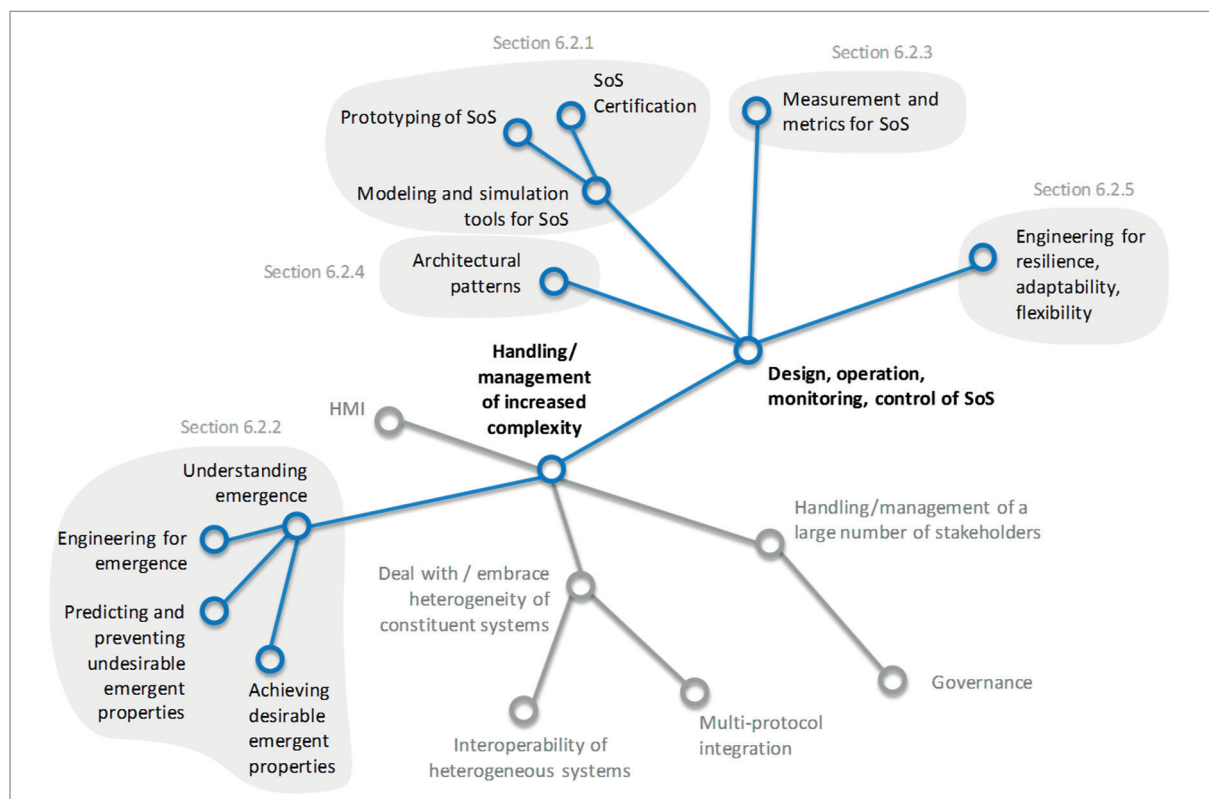 Section 6.2.1
SoS
Certification
Prototyping of SoS
Modeling and simulation
tools for SoS
Section 6.2.3
Measurement and
metrics for SoS
Section 6.2.5
Engineering for
resilience,
adaptability,
flexibility
Section 6.2.4
Architectural
patterns
Handling/
management
of increased
complexity
Design, operation,
monitoring, control of SoS
HMI
Section 6.2.2
Understanding
emergence
Engineering for
emergence
Predicting and
preventing
undesirable
emergent
properties
Achieving
desirable
emergent
properties
Handling/management of a
large number of stakeholders
Deal with / embrace
heterogeneity of
constituent systems
Governance
Multi-protocol
integration
Interoperability of
heterogeneous systems